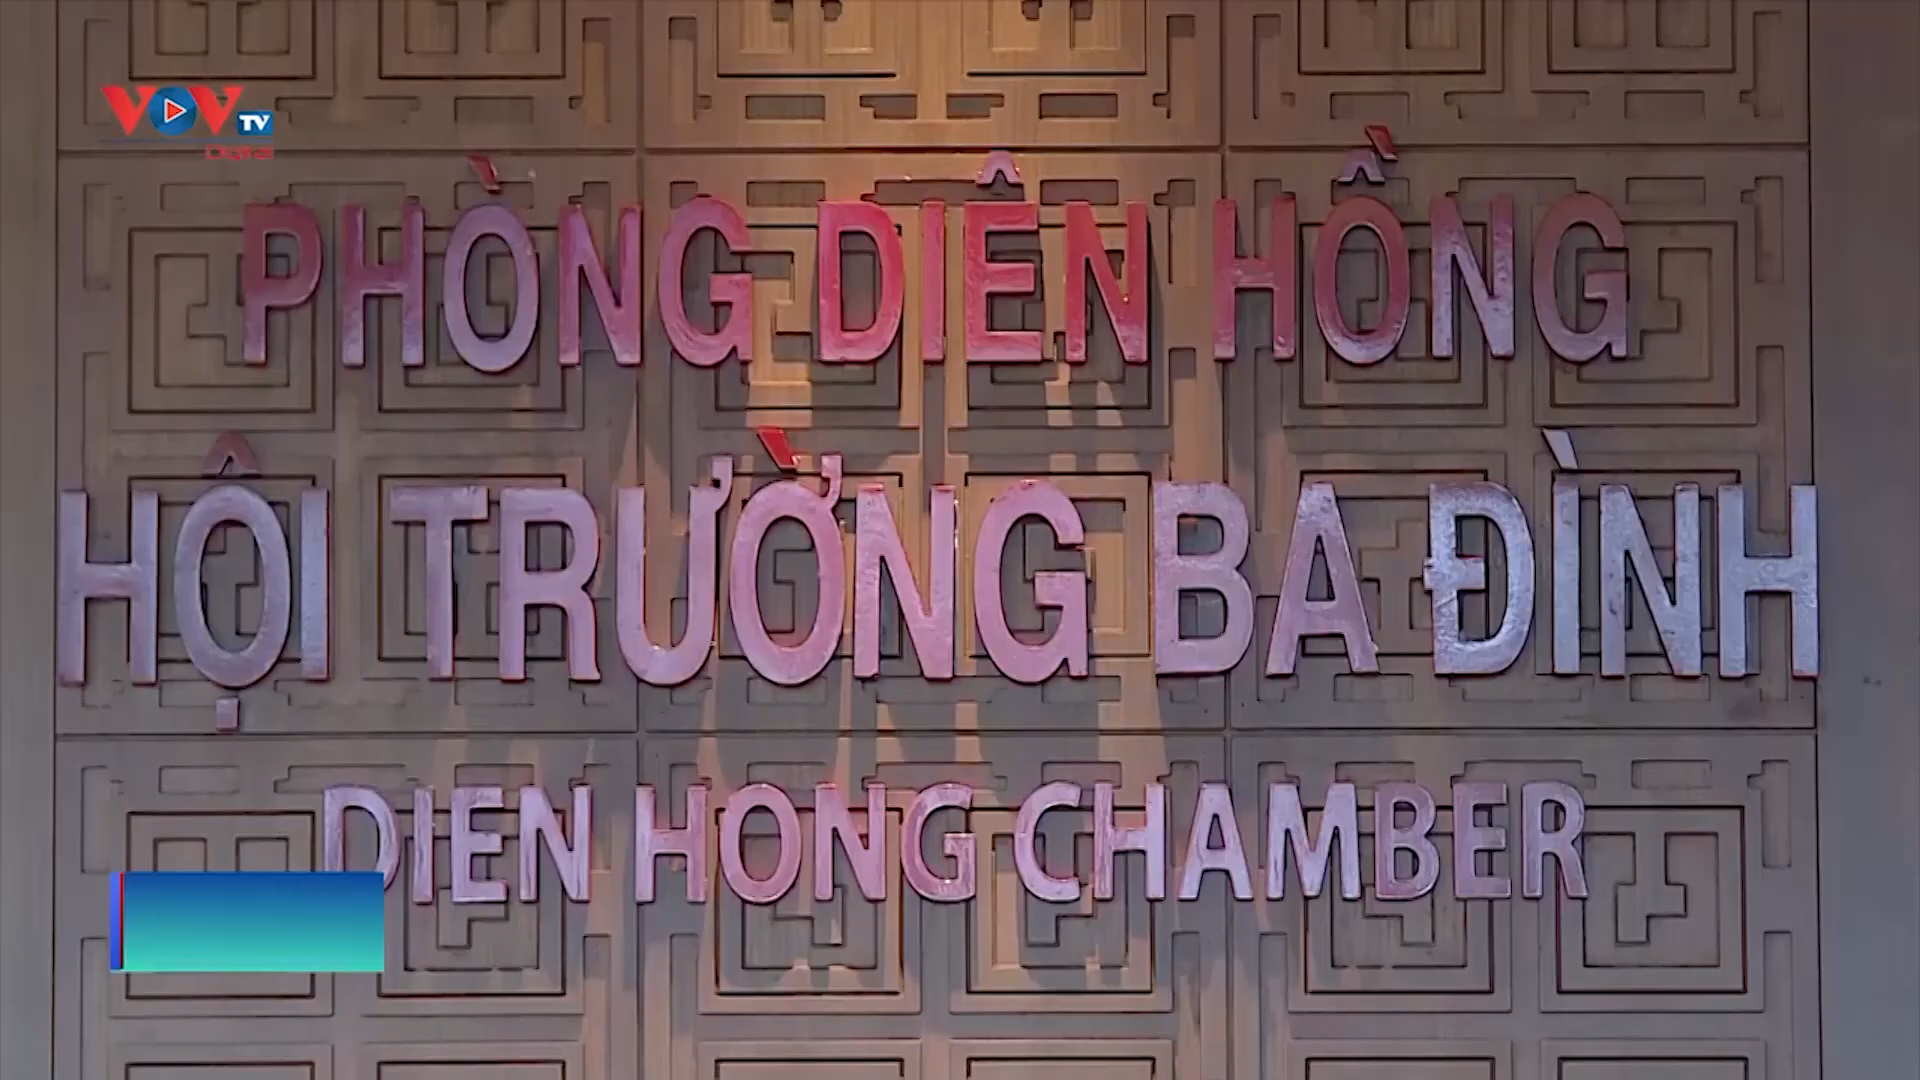 VOV TV
Digital
PHÒNG DIÊN HỒNG
HỘI TRƯỜNG BA ĐÌNH
DIEN HONG CHAMBER